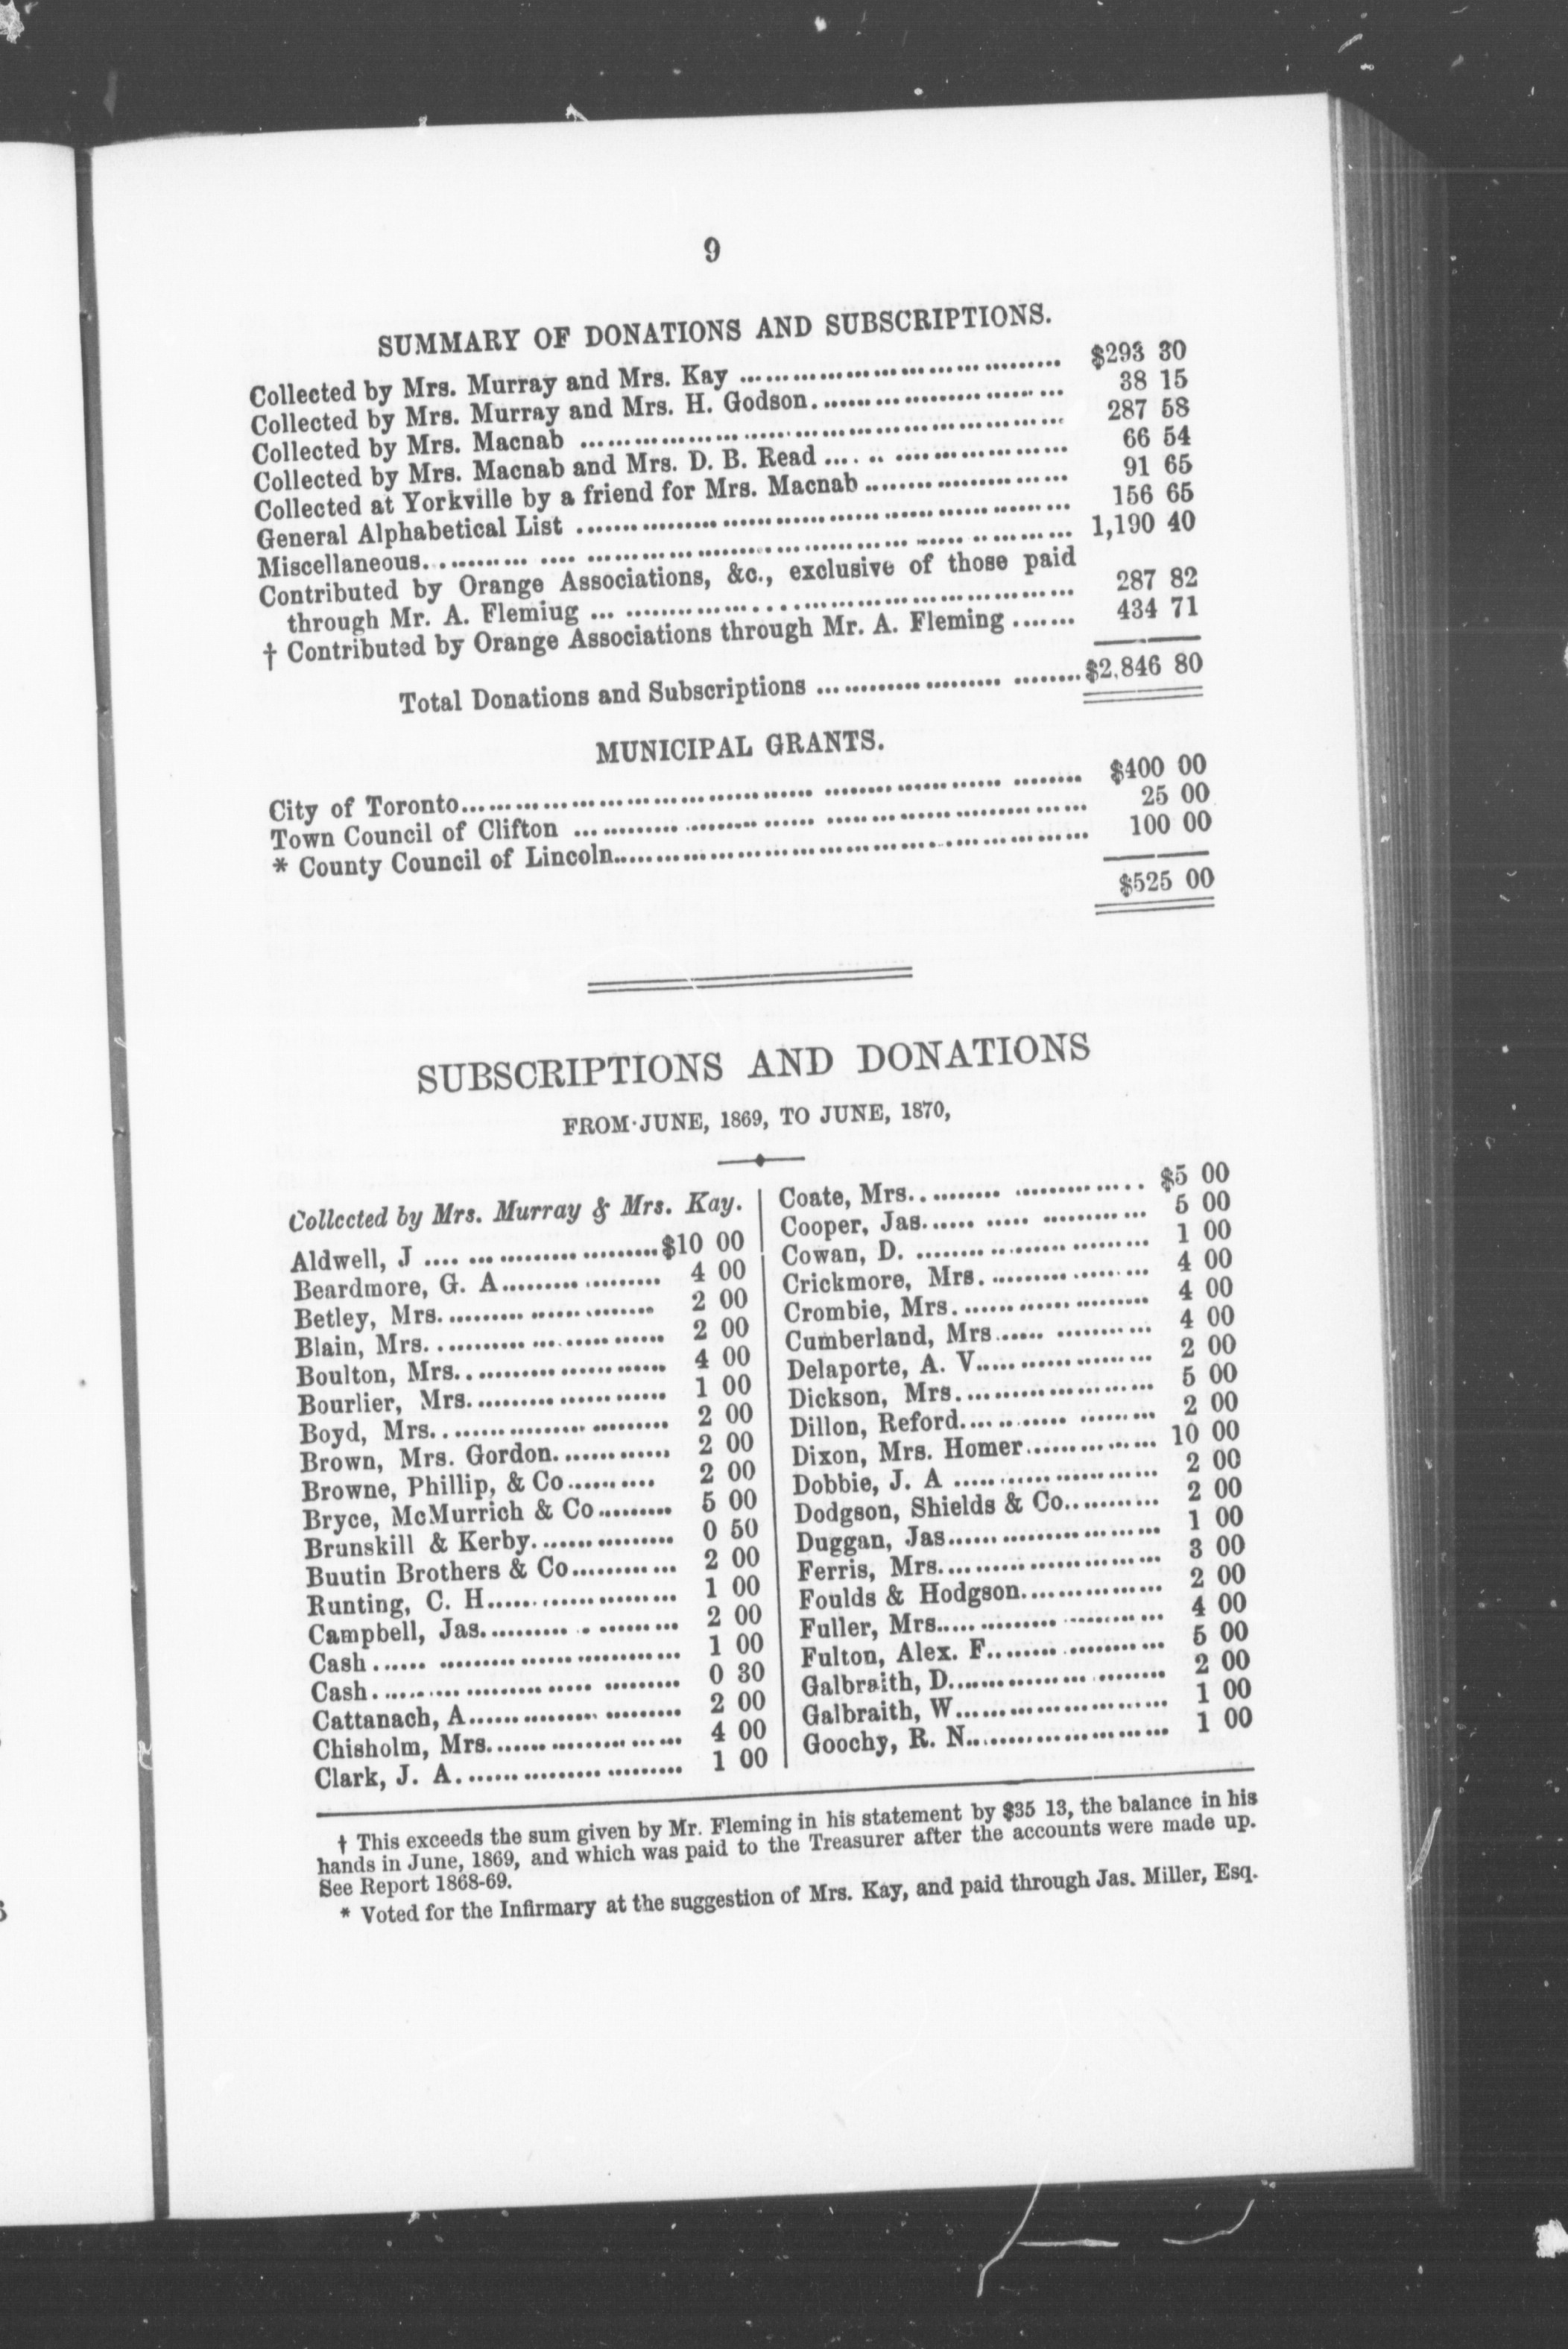 9
SUMMARY OF DONATIONS AND SUBSCRIPTIONS.
Collected by Mrs. Murray and Mrs. Kay ........ $293 30
Collected by Mrs. Murray and Mrs. H. Godson ........ 38 15
Collected by Mrs. Macnab ........ 287 58
Collected by Mrs. Macnab and Mrs. D. B. Read ........ 66 54
Collected at Yorkville by a friend for Mrs. Macnab ........ 91 65
General Alphabetical List ........ 156 65
Miscellaneous ........ 1,190 40
Contributed by Orange Associations, &c., exclusive of those paid
through Mr. A. Flemiug ........ 287 82
† Contributed by Orange Associations through Mr. A. Fleming ....... 434 71
Total Donations and Subscriptions ........ $2,846 80
MUNICIPAL GRANTS.
City of Toronto ........ $400 00
Town Council of Clifton ........ 25 00
* County Council of Lincoln ........ 100 00
$525 00
SUBSCRIPTIONS AND DONATIONS
FROM JUNE, 1869, TO JUNE, 1870,
Collected by Mrs. Murray & Mrs. Kay.
Aldwell, J ........ $10 00
Beardmore, G. A ........ 4 00
Betley, Mrs. ........ 2 00
Blain, Mrs. ........ 2 00
Boulton, Mrs. ........ 4 00
Bourlier, Mrs. ........ 1 00
Boyd, Mrs. ........ 2 00
Brown, Mrs. Gordon. ........ 2 00
Browne, Phillip, & Co ........ 2 00
Bryce, McMurrich & Co ........ 5 00
Brunskill & Kerby. ........ 0 50
Buutin Brothers & Co ........ 2 00
Runting, C. H ........ 1 00
Campbell, Jas. ........ 2 00
Cash ........ 1 00
Cash ........ 0 30
Cattanach, A ........ 2 00
Chisholm, Mrs. ........ 4 00
Clark, J. A. ........ 1 00
Coate, Mrs. ........ $5 00
Cooper, Jas. ........ 5 00
Cowan, D. ........ 1 00
Crickmore, Mrs. ........ 4 00
Crombie, Mrs. ........ 4 00
Cumberland, Mrs ........ 4 00
Delaporte, A. V. ........ 2 00
Dickson, Mrs. ........ 5 00
Dillon, Reford. ........ 2 00
Dixon, Mrs. Homer ........ 10 00
Dobbie, J. A ........ 2 00
Dodgson, Shields & Co. ........ 2 00
Duggan, Jas ........ 1 00
Ferris, Mrs. ........ 3 00
Foulds & Hodgson. ........ 2 00
Fuller, Mrs. ........ 4 00
Fulton, Alex. F. ........ 5 00
Galbraith, D. ........ 2 00
Galbraith, W. ........ 1 00
Goochy, R. N. ........ 1 00
† This exceeds the sum given by Mr. Fleming in his statement by $35 13, the balance in his
hands in June, 1869, and which was paid to the Treasurer after the accounts were made up.
See Report 1868-69.
* Voted for the Infirmary at the suggestion of Mrs. Kay, and paid through Jas. Miller, Esq.